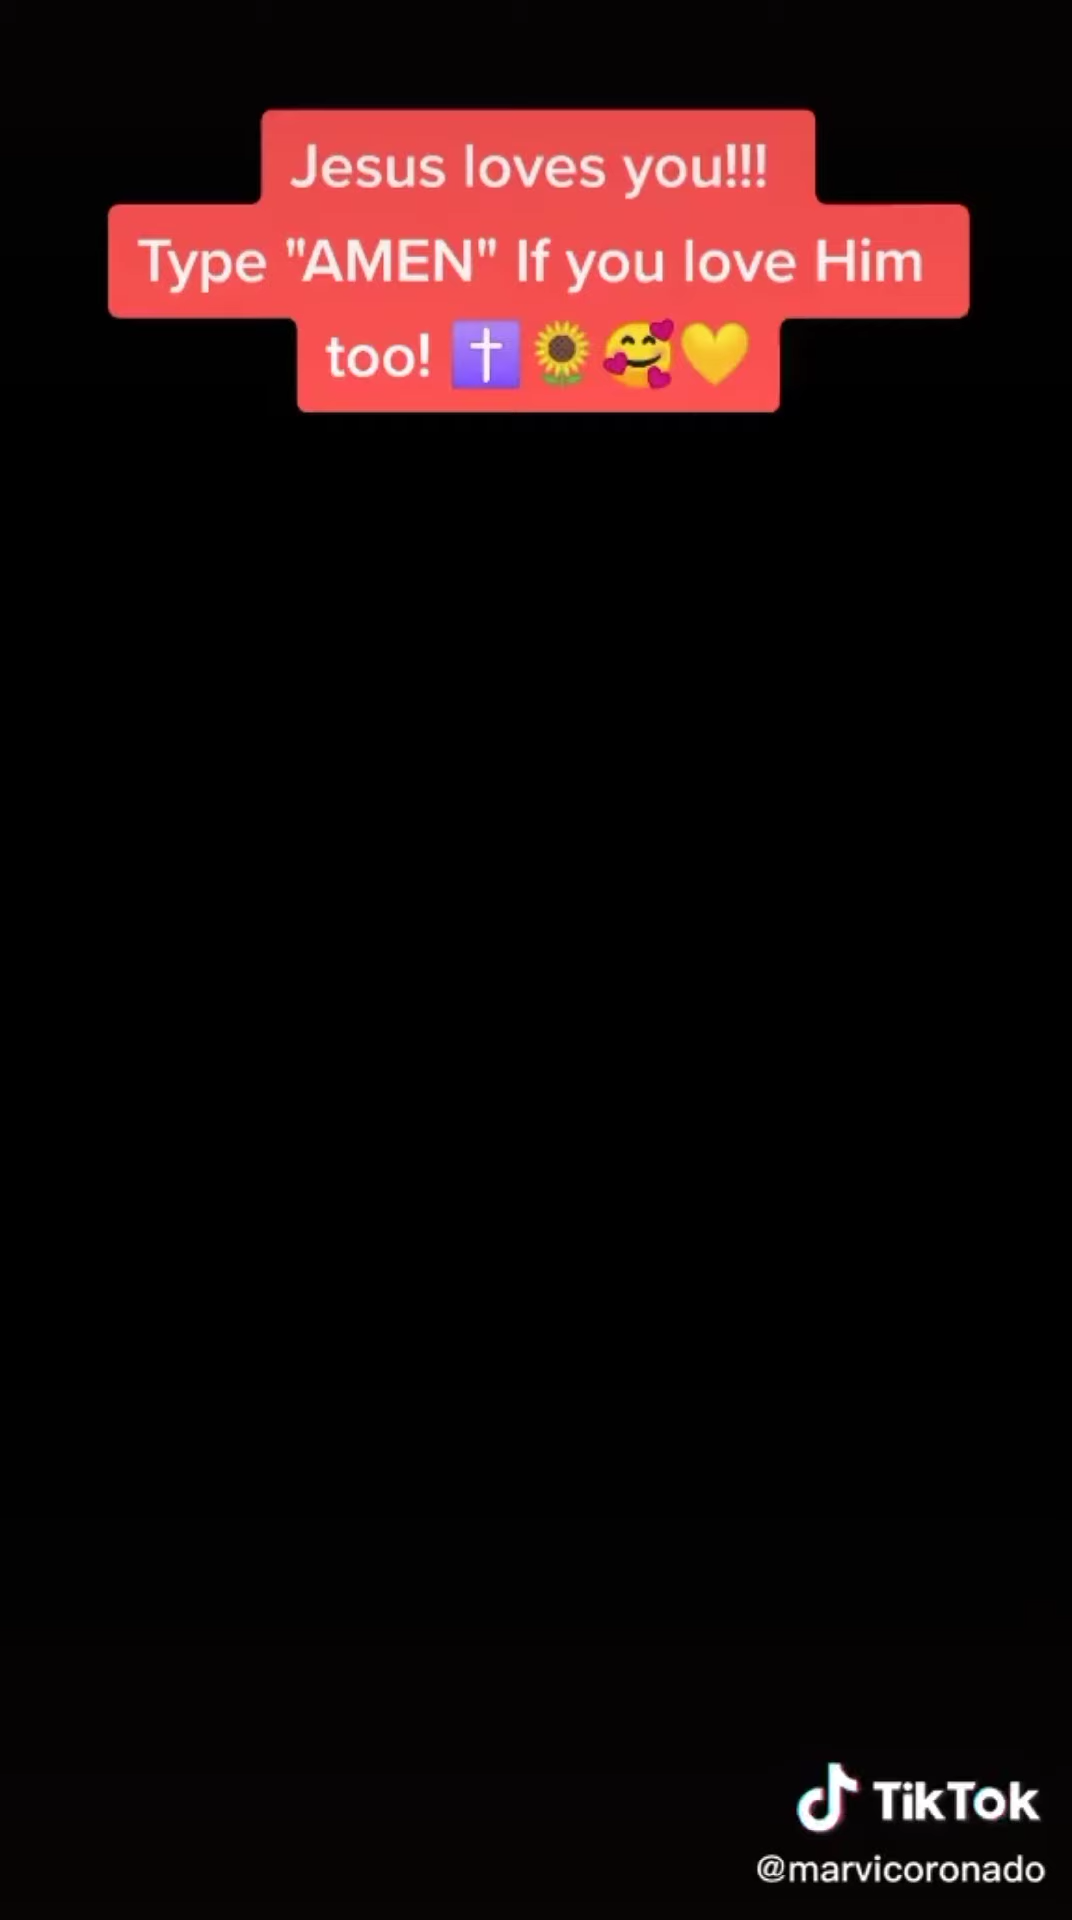 Jesus loves you!!!
Type "AMEN" If you love Him
too! ✝️🌻🥰💛
TikTok
@marvicoronado